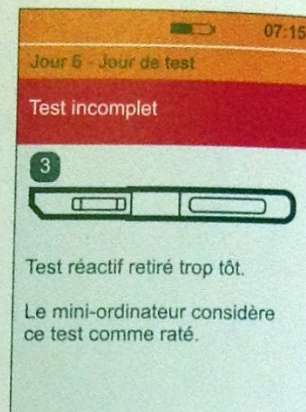 07:15
Jour 6 - Jour de test
Test incomplet
3
Test réactif retiré trop tôt.
Le mini-ordinateur considère
ce test comme raté.